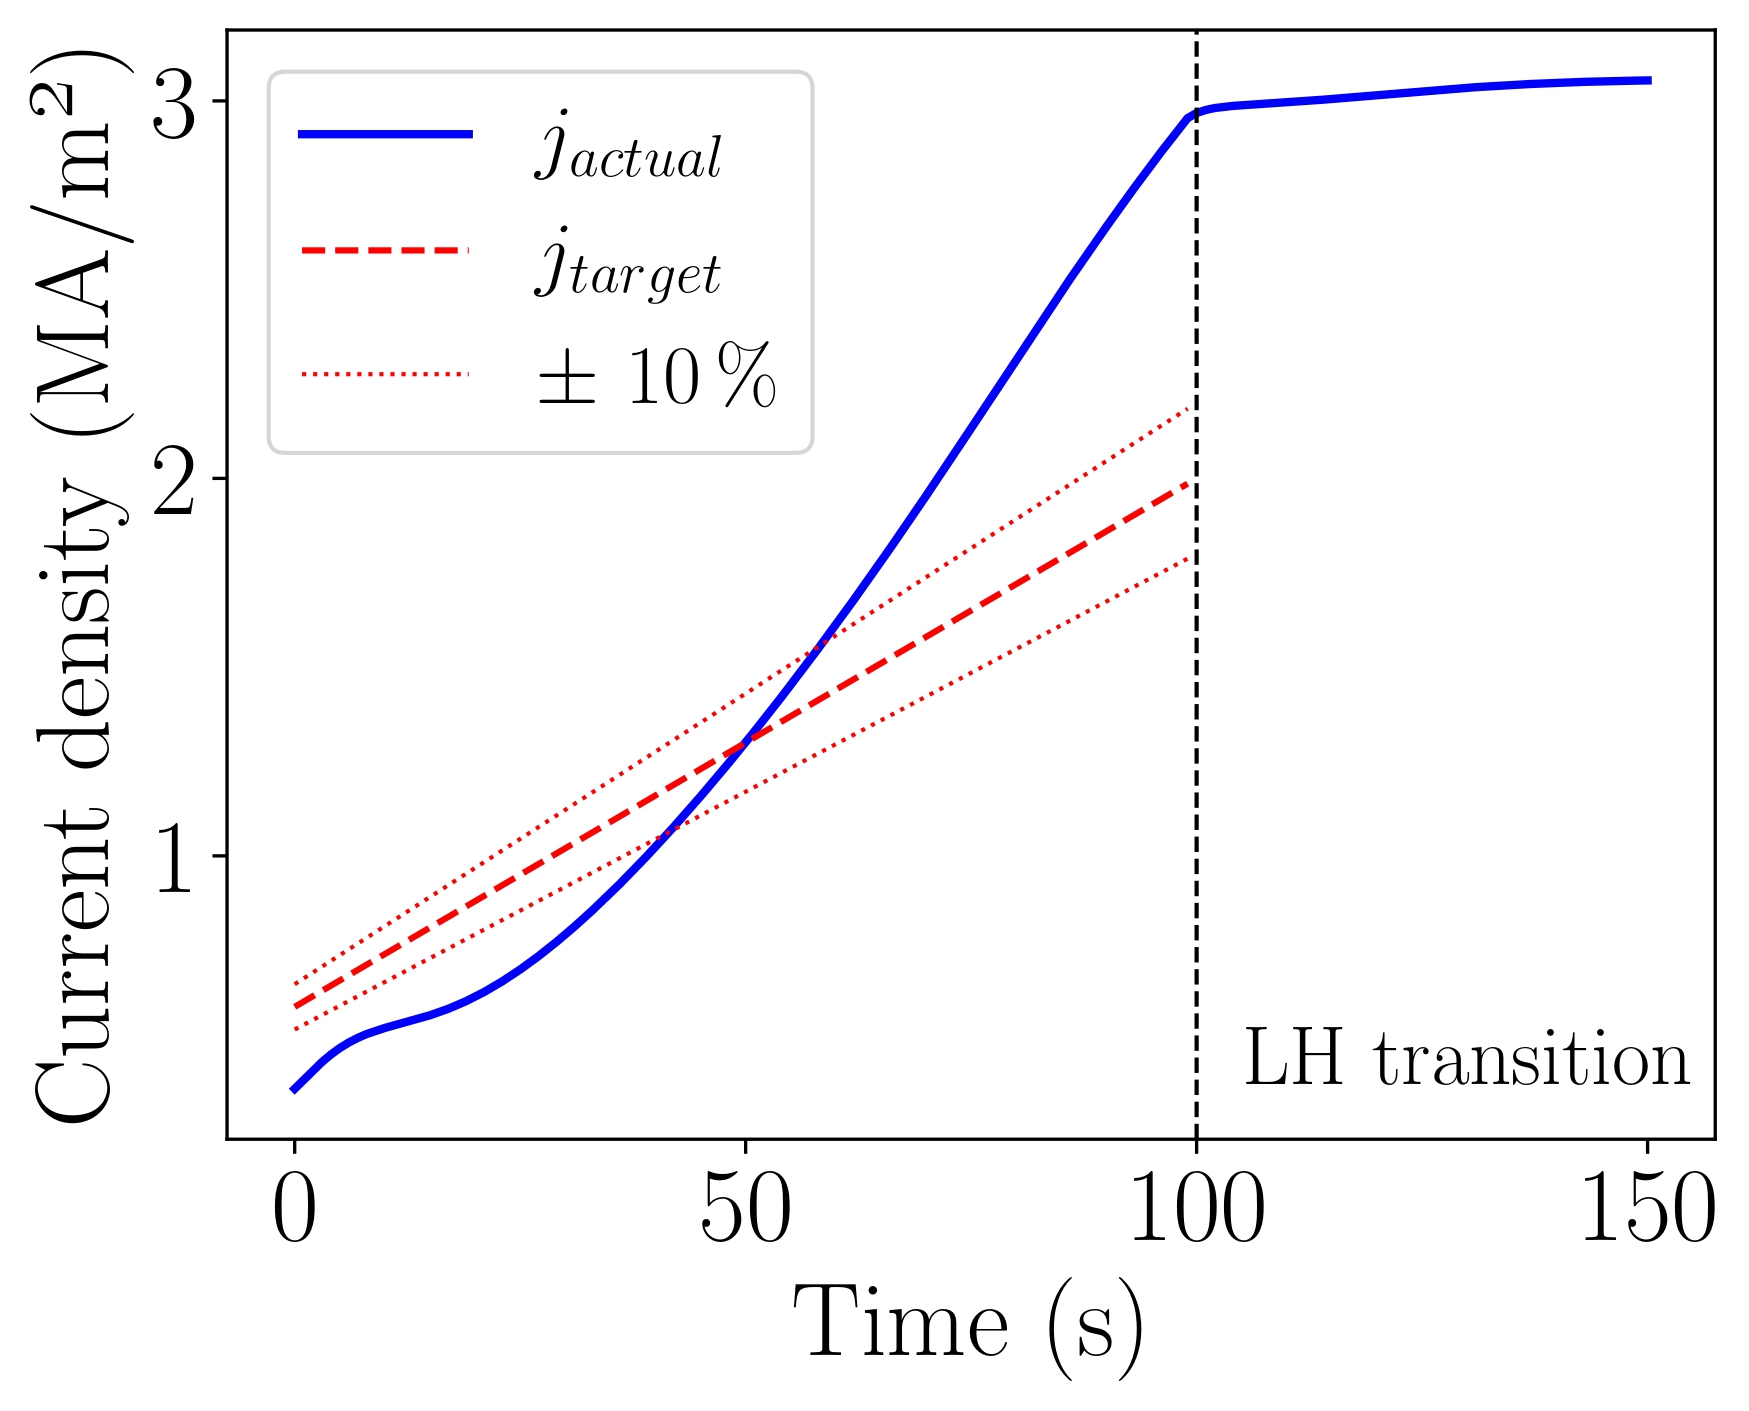 Current density (MA/m²)
3
2
1
j_actual
j_target
± 10 %
LH transition
0 50 100 150
Time (s)